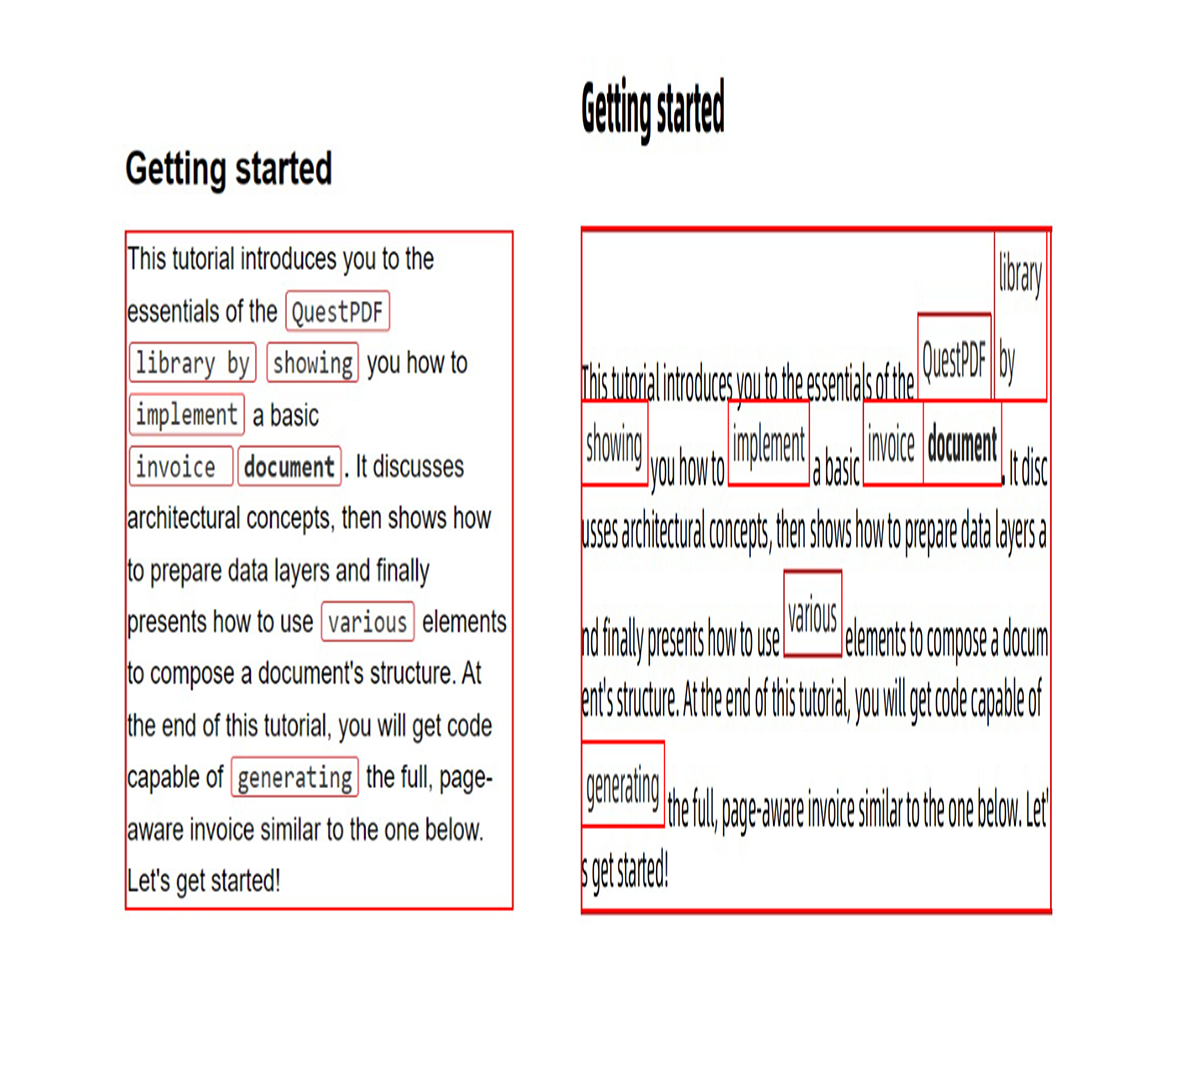 Getting started
This tutorial introduces you to the
essentials of the QuestPDF
library by showing you how to
implement a basic
invoice document. It discusses
architectural concepts, then shows how
to prepare data layers and finally
presents how to use various elements
to compose a document's structure. At
the end of this tutorial, you will get code
capable of generating the full, page-
aware invoice similar to the one below.
Let's get started!
Getting started
library
This tutorial introduces you to the essentials of the QuestPDF by
showing you how to implement a basic invoice document. It disc
usses architectural concepts, then shows how to prepare data layers a
nd finally presents how to use various elements to compose a docum
ent's structure. At the end of this tutorial, you will get code capable of
generating the full, page-aware invoice similar to the one below. Let'
s get started!